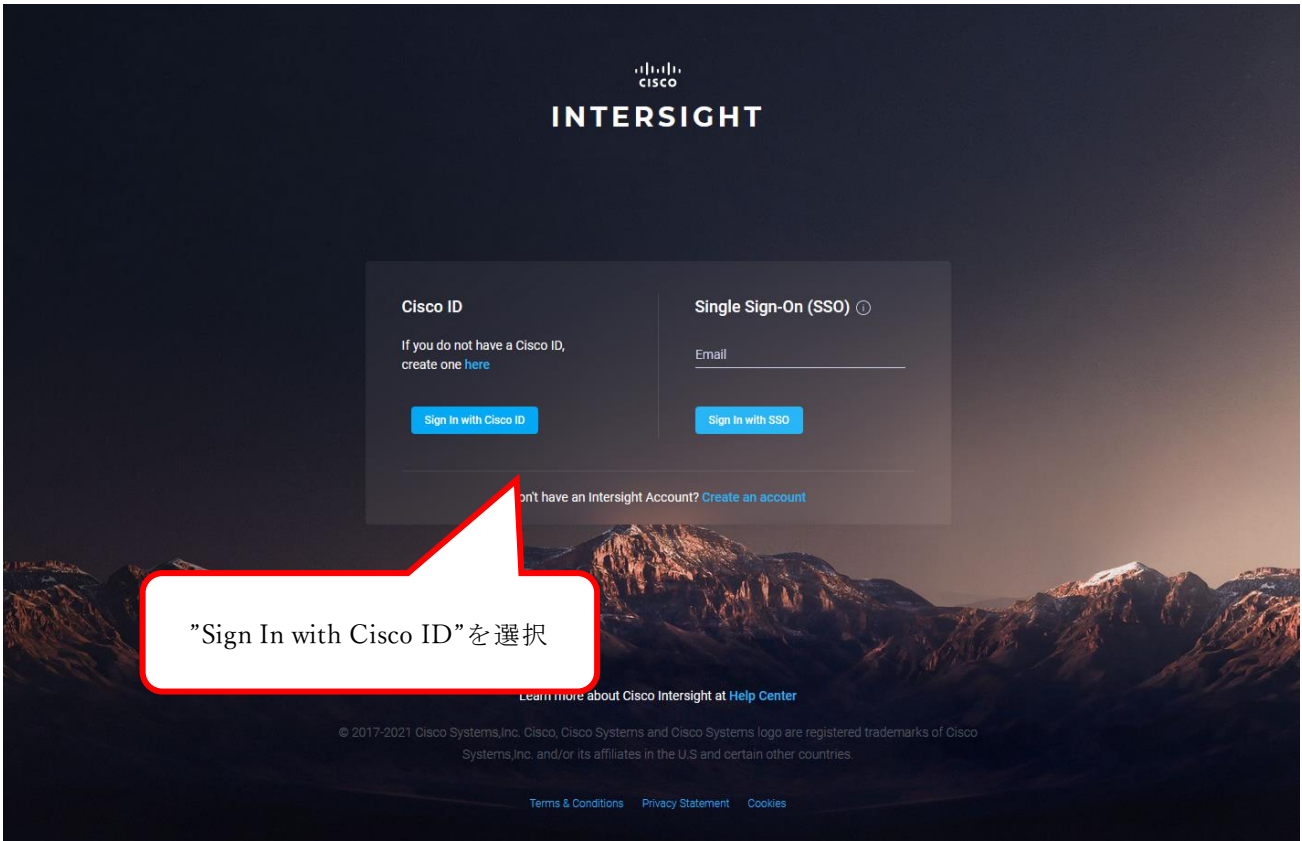 CISCO
INTERSIGHT
Cisco ID
If you do not have a Cisco ID,
create one here
Sign In with Cisco ID
Single Sign-On (SSO)
Email
Sign In with SSO
on't have an Intersight Account? Create an account
”Sign In with Cisco ID”を選択
Learn more about Cisco Intersight at Help Center
© 2017-2021 Cisco Systems,Inc. Cisco, Cisco Systems and Cisco Systems logo are registered trademarks of Cisco
Systems,Inc. and/or its affiliates in the U.S and certain other countries.
Terms & Conditions Privacy Statement Cookies